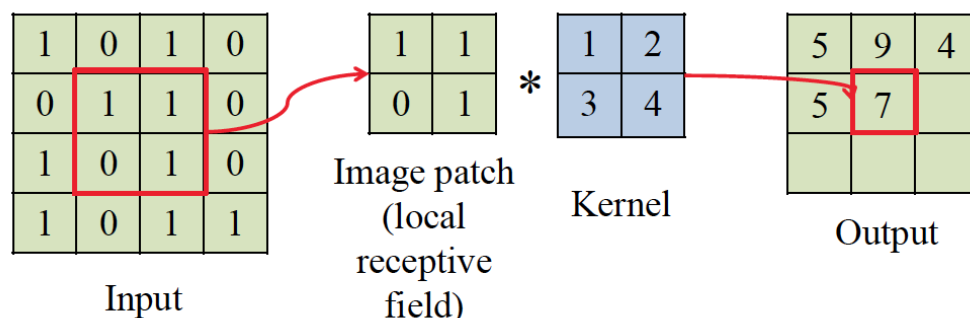 1 0 1 0
0 1 1 0
1 0 1 0
1 0 1 1
Input
1 1
0 1
Image patch
(local
receptive
field)
*
1 2
3 4
Kernel
5 9 4
5 7
Output